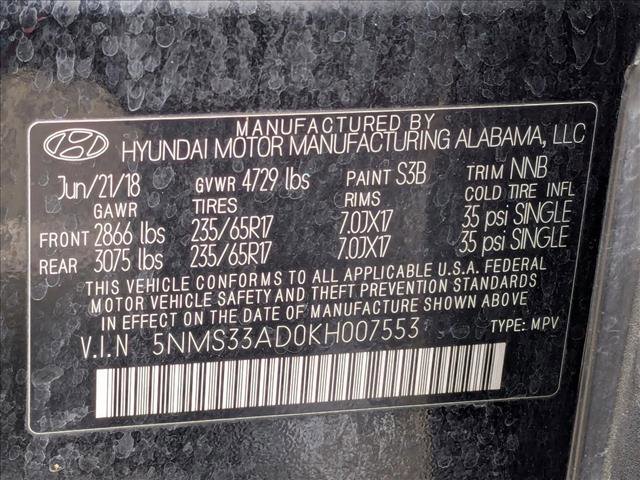 MANUFACTURED BY
HYUNDAI MOTOR MANUFACTURING ALABAMA, LLC
Jun/21/18 GVWR 4729 lbs PAINT S3B TRIM NNB
GAWR TIRES RIMS COLD TIRE INFL
FRONT 2866 lbs 235/65R17 7.0JX17 35 psi SINGLE
REAR 3075 lbs 235/65R17 7.0JX17 35 psi SINGLE
THIS VEHICLE CONFORMS TO ALL APPLICABLE U.S.A. FEDERAL
MOTOR VEHICLE SAFETY AND THEFT PREVENTION STANDARDS
IN EFFECT ON THE DATE OF MANUFACTURE SHOWN ABOVE
V.I.N 5NMS33AD0KH007553 TYPE: MPV